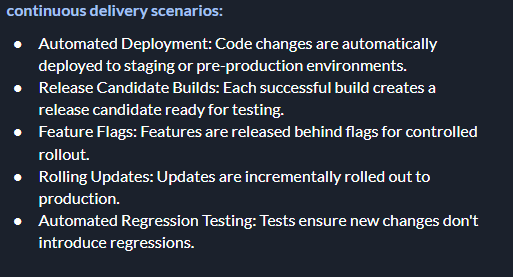 continuous delivery scenarios:
● Automated Deployment: Code changes are automatically
deployed to staging or pre-production environments.
● Release Candidate Builds: Each successful build creates a
release candidate ready for testing.
● Feature Flags: Features are released behind flags for controlled
rollout.
● Rolling Updates: Updates are incrementally rolled out to
production.
● Automated Regression Testing: Tests ensure new changes don't
introduce regressions.